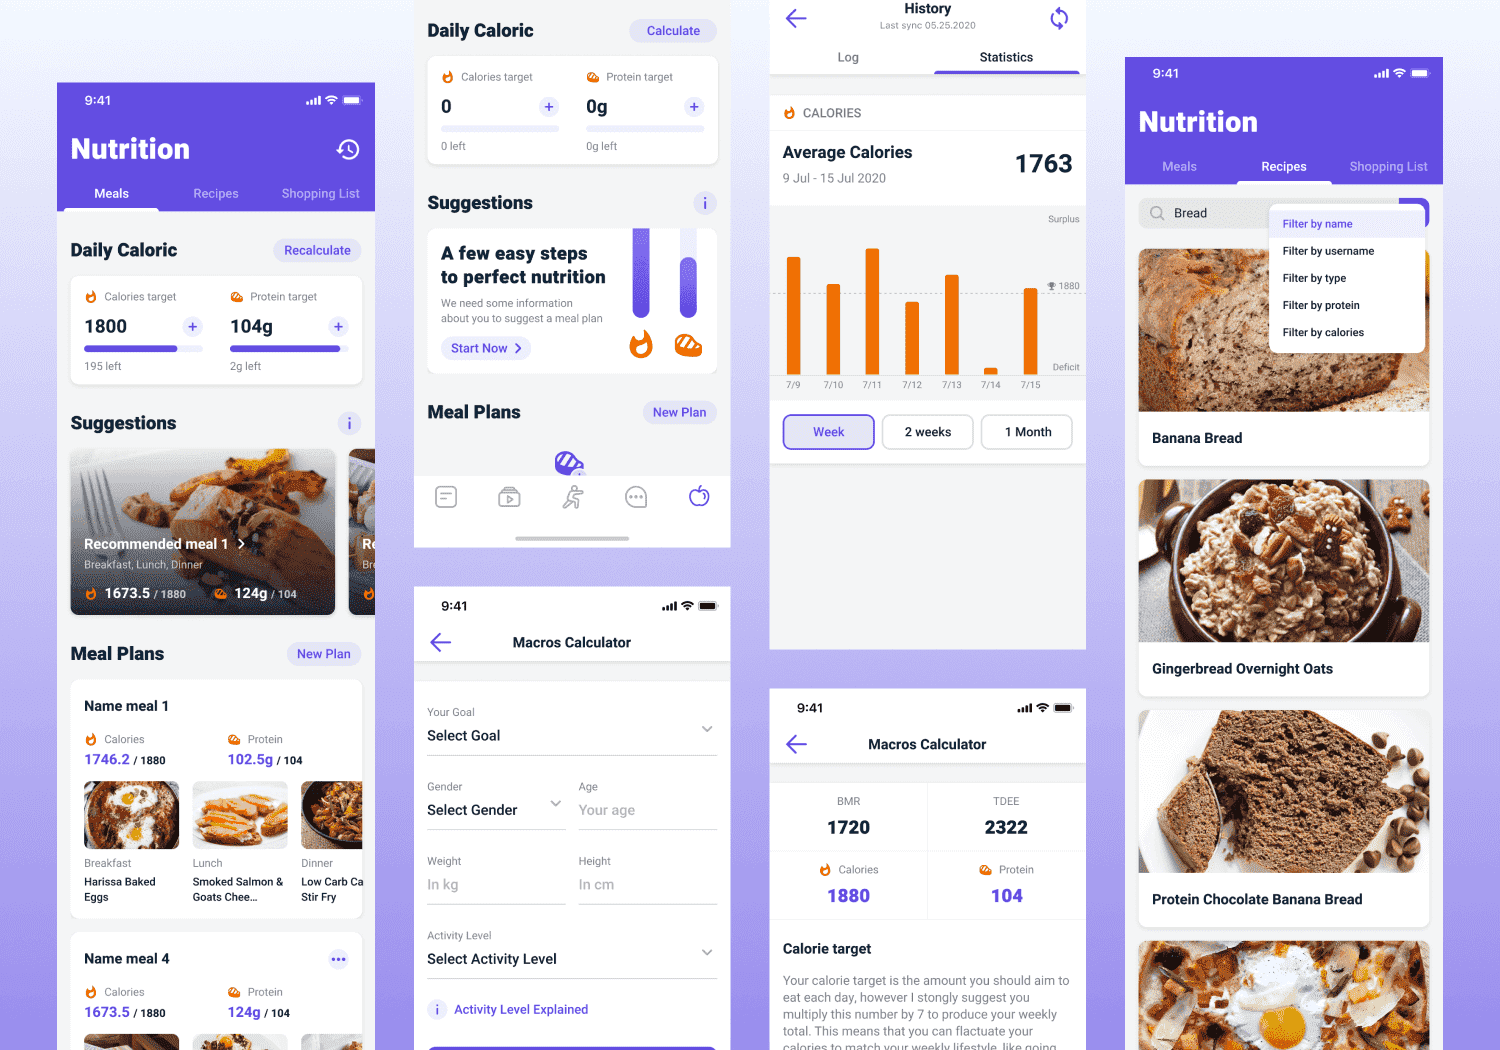 9:41
Nutrition
Meals
Recipes
Shopping List
Daily Caloric
Recalculate
Calories target
Protein target
1800
+
104g
+
195 left
2g left
Suggestions
i
Recommended meal 1
Breakfast, Lunch, Dinner
1673.5 / 1880
124g / 104
Re
Bre
Meal Plans
New Plan
Name meal 1
Calories
Protein
1746.2 / 1880
102.5g / 104
Breakfast
Lunch
Dinner
Harissa Baked
Eggs
Smoked Salmon &
Goats Chee...
Low Carb Ca
Stir Fry
Name meal 4
Calories
Protein
1673.5 / 1880
124g / 104
Daily Caloric
Calculate
Calories target
Protein target
0
+
0g
+
0 left
0g left
Suggestions
i
A few easy steps
to perfect nutrition
We need some information
about you to suggest a meal plan
Start Now
Meal Plans
New Plan
9:41
Macros Calculator
Your Goal
Select Goal
Gender
Select Gender
Age
Your age
Weight
In kg
Height
In cm
Activity Level
Select Activity Level
i
Activity Level Explained
History
Last sync 05.25.2020
Log
Statistics
CALORIES
Average Calories
9 Jul - 15 Jul 2020
1763
Surplus
1880
Deficit
7/9
7/10
7/11
7/12
7/13
7/14
7/15
Week
2 weeks
1 Month
9:41
Macros Calculator
BMR
1720
TDEE
2322
Calories
1880
Protein
104
Calorie target
Your calorie target is the amount you should aim to
eat each day, however I stongly suggest you
multiply this number by 7 to produce your weekly
total. This means that you can flactuate your
calories to match your weekly lifestyle, like going
9:41
Nutrition
Meals
Recipes
Shopping List
Bread
Filter by name
Filter by username
Filter by type
Filter by protein
Filter by calories
Banana Bread
Gingerbread Overnight Oats
Protein Chocolate Banana Bread